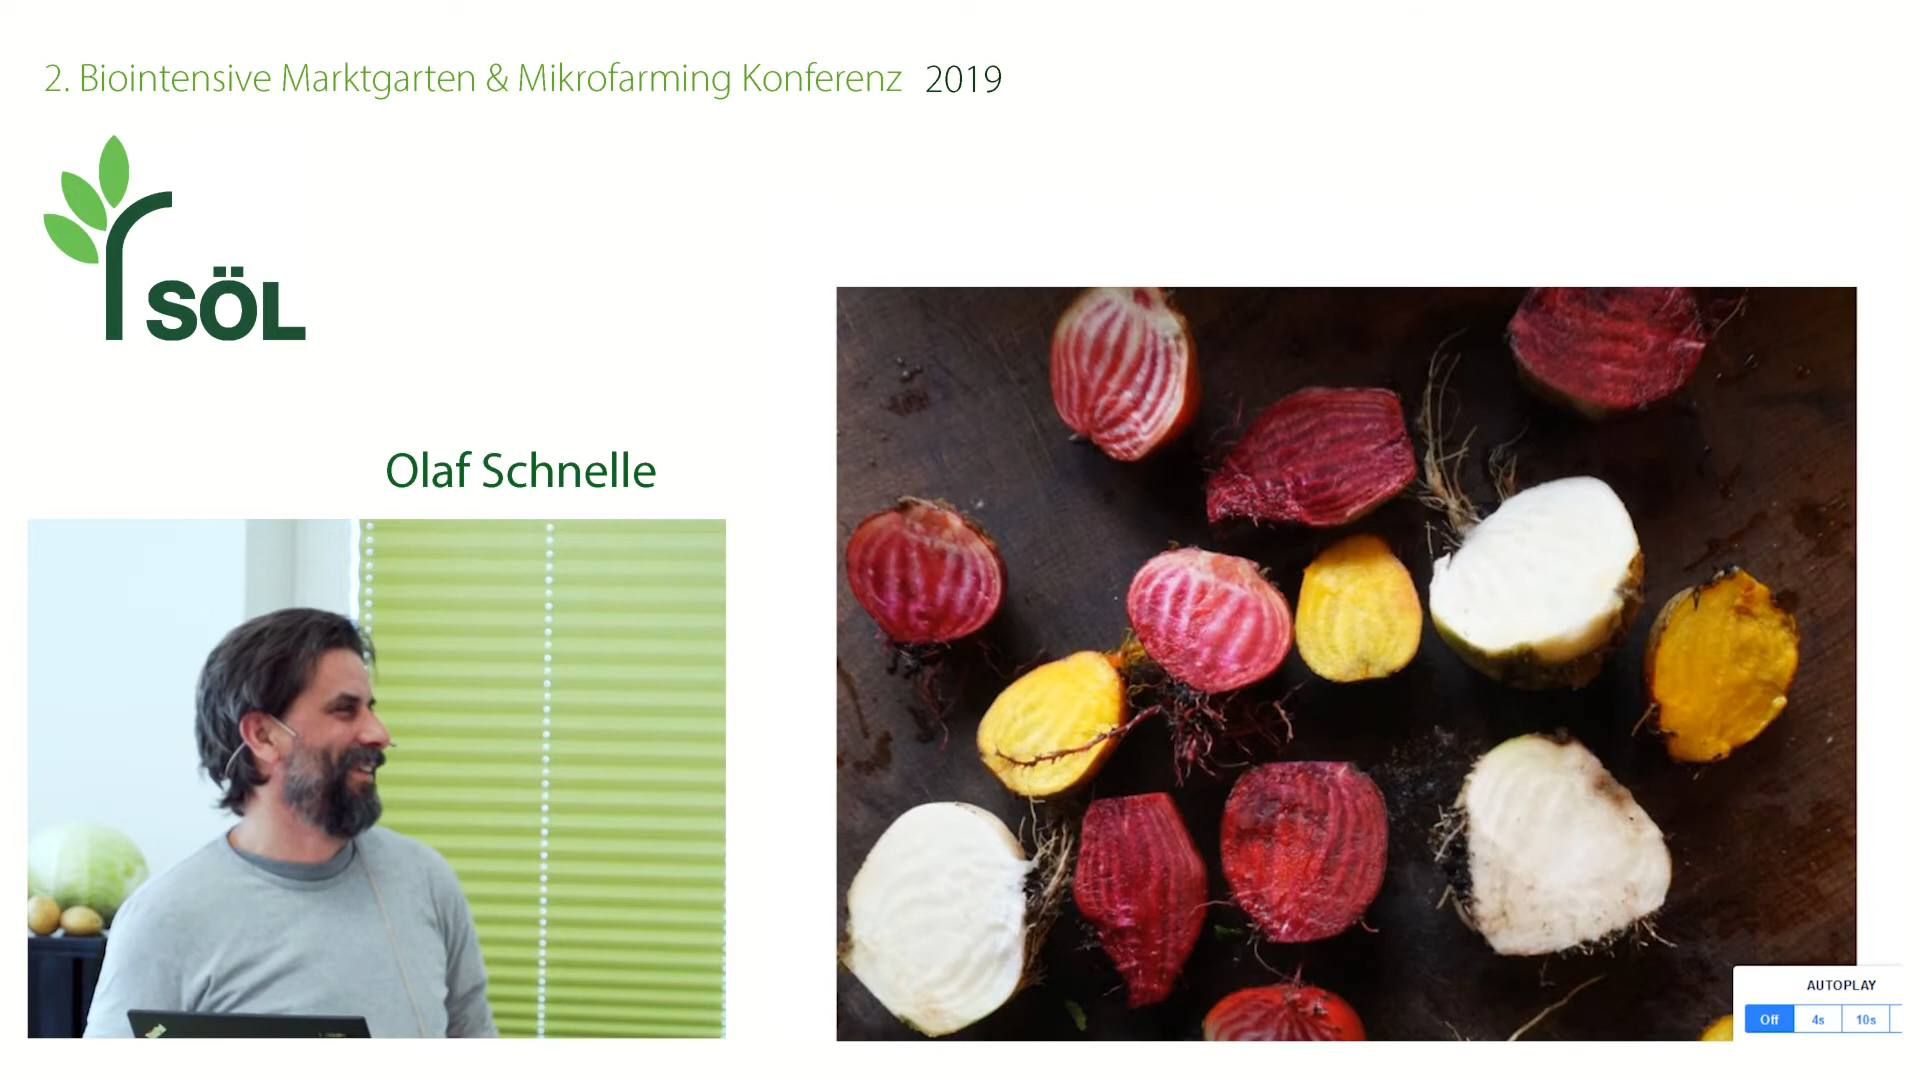 2. Biointensive Marktgarten & Mikrofarming Konferenz 2019
SÖL
Olaf Schnelle
AUTOPLAY
Off 4s 10s